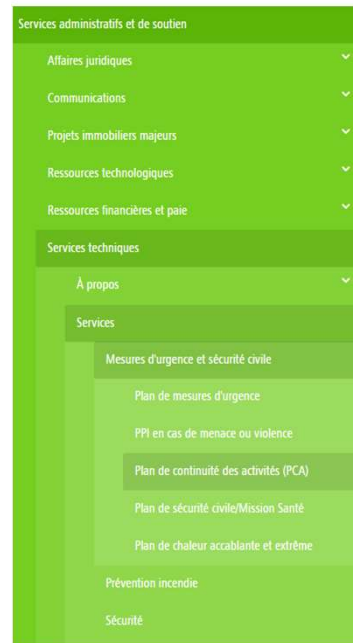 Services administratifs et de soutien
Affaires juridiques
Communications
Projets immobiliers majeurs
Ressources technologiques
Ressources financières et paie
Services techniques
À propos
Services
Mesures d'urgence et sécurité civile
Plan de mesures d'urgence
PPI en cas de menace ou violence
Plan de continuité des activités (PCA)
Plan de sécurité civile/Mission Santé
Plan de chaleur accablante et extrême
Prévention incendie
Sécurité